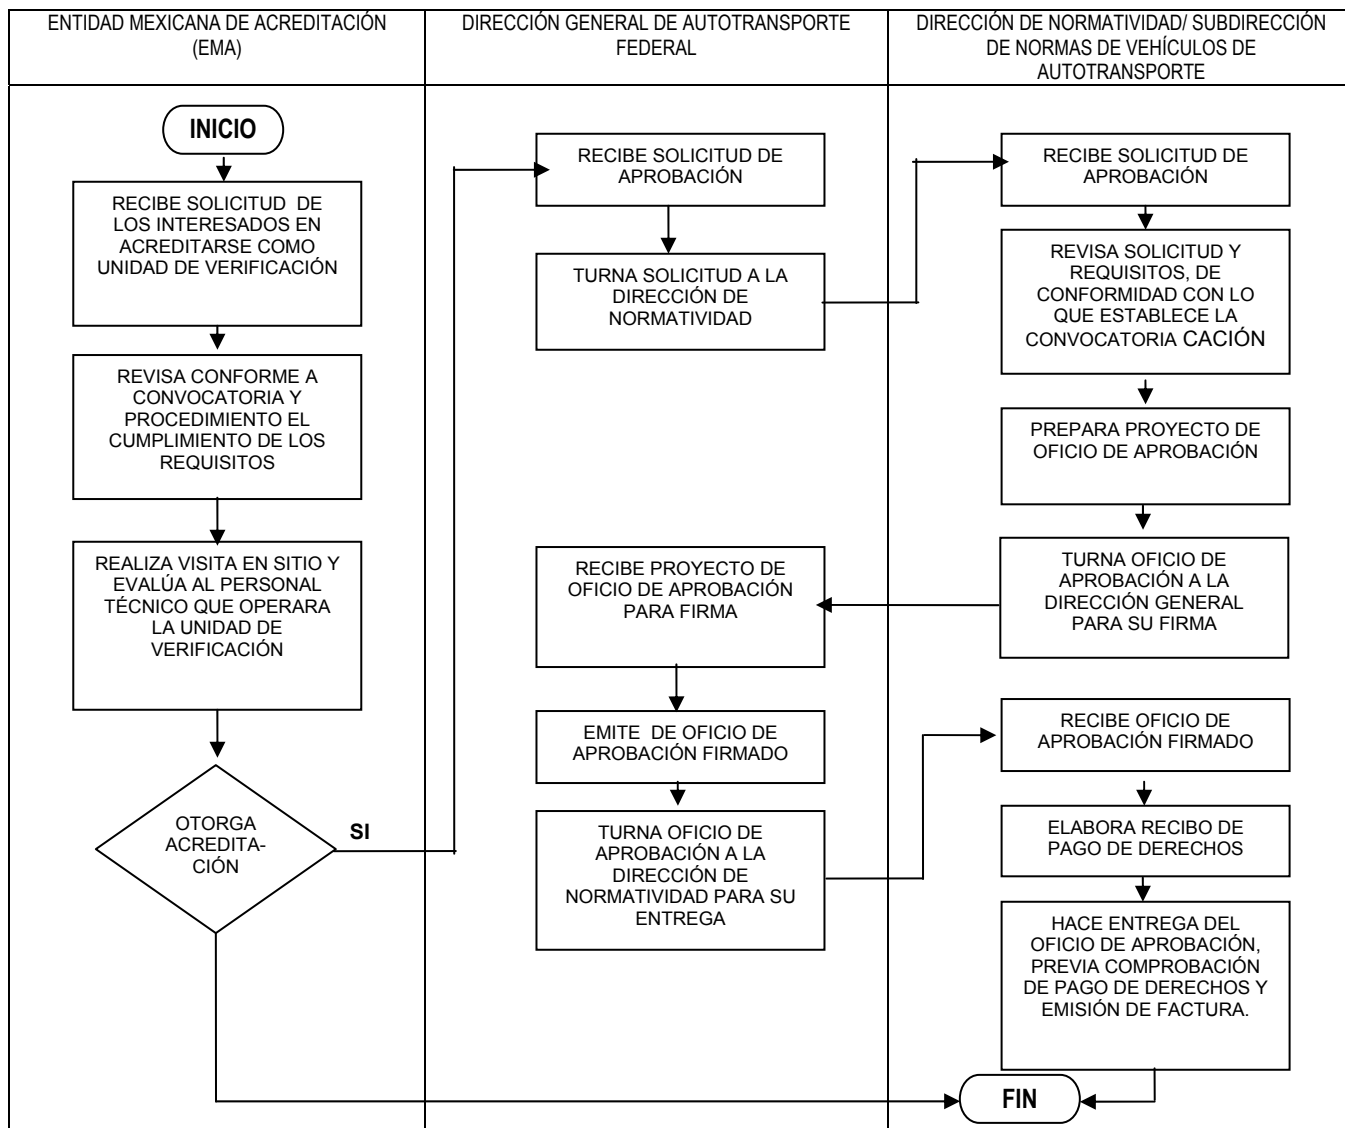 ENTIDAD MEXICANA DE ACREDITACIÓN
(EMA)
DIRECCIÓN GENERAL DE AUTOTRANSPORTE
FEDERAL
DIRECCIÓN DE NORMATIVIDAD/ SUBDIRECCIÓN
DE NORMAS DE VEHÍCULOS DE
AUTOTRANSPORTE
INICIO
RECIBE SOLICITUD DE
LOS INTERESADOS EN
ACREDITARSE COMO
UNIDAD DE VERIFICACIÓN
REVISA CONFORME A
CONVOCATORIA Y
PROCEDIMIENTO EL
CUMPLIMIENTO DE LOS
REQUISITOS
REALIZA VISITA EN SITIO Y
EVALÚA AL PERSONAL
TÉCNICO QUE OPERARA
LA UNIDAD DE
VERIFICACIÓN
OTORGA
ACREDITA-
CIÓN
SI
RECIBE SOLICITUD DE
APROBACIÓN
TURNA SOLICITUD A LA
DIRECCIÓN DE
NORMATIVIDAD
RECIBE SOLICITUD DE
APROBACIÓN
REVISA SOLICITUD Y
REQUISITOS, DE
CONFORMIDAD CON LO
QUE ESTABLECE LA
CONVOCATORIA CACIÓN
PREPARA PROYECTO DE
OFICIO DE APROBACIÓN
TURNA OFICIO DE
APROBACIÓN A LA
DIRECCIÓN GENERAL
PARA SU FIRMA
RECIBE PROYECTO DE
OFICIO DE APROBACIÓN
PARA FIRMA
EMITE DE OFICIO DE
APROBACIÓN FIRMADO
TURNA OFICIO DE
APROBACIÓN A LA
DIRECCIÓN DE
NORMATIVIDAD PARA SU
ENTREGA
RECIBE OFICIO DE
APROBACIÓN FIRMADO
ELABORA RECIBO DE
PAGO DE DERECHOS
HACE ENTREGA DEL
OFICIO DE APROBACIÓN,
PREVIA COMPROBACIÓN
DE PAGO DE DERECHOS Y
EMISIÓN DE FACTURA.
FIN